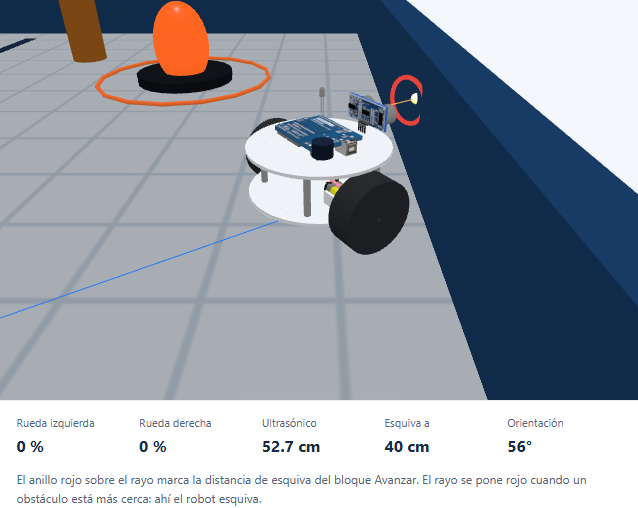 Rueda izquierda
Rueda derecha
Ultrasónico
Esquiva a
Orientación
0 %
0 %
52.7 cm
40 cm
56°
El anillo rojo sobre el rayo marca la distancia de esquiva del bloque Avanzar. El rayo se pone rojo cuando un
obstáculo está más cerca: ahí el robot esquiva.